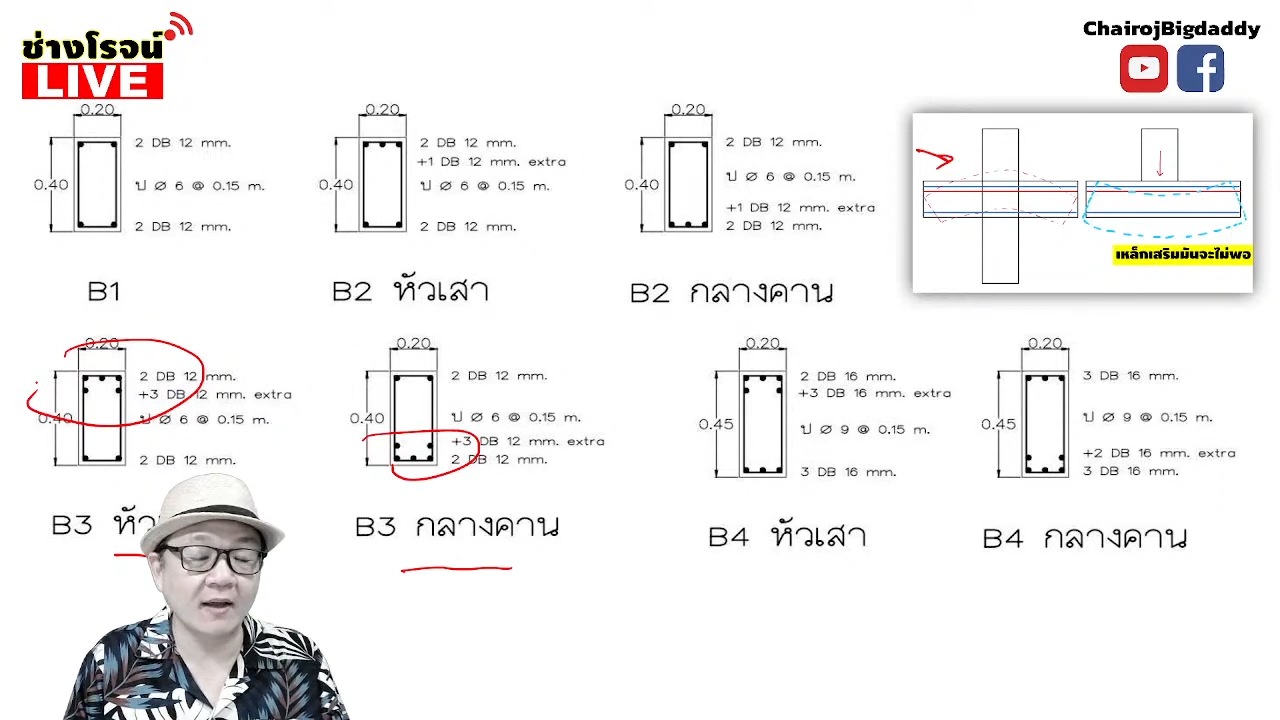 ช่างโรจน์
LIVE
ChairojBigdaddy
0.20
0.40
2 DB 12 mm.
ป Ø 6 @ 0.15 m.
2 DB 12 mm.
B1
0.20
0.40
2 DB 12 mm.
+1 DB 12 mm. extra
ป Ø 6 @ 0.15 m.
2 DB 12 mm.
B2 หัวเสา
0.20
0.40
2 DB 12 mm.
ป Ø 6 @ 0.15 m.
+1 DB 12 mm. extra
2 DB 12 mm.
B2 กลางคาน
เหล็กเสริมมันจะไม่พอ
0.20
0.40
2 DB 12 mm.
+3 DB 12 mm. extra
ป Ø 6 @ 0.15 m.
2 DB 12 mm.
B3
0.20
0.40
2 DB 12 mm.
ป Ø 6 @ 0.15 m.
+3 DB 12 mm. extra
2 DB 12 mm.
B3 กลางคาน
0.20
0.45
2 DB 16 mm.
+3 DB 16 mm. extra
ป Ø 9 @ 0.15 m.
3 DB 16 mm.
B4 หัวเสา
0.20
0.45
3 DB 16 mm.
ป Ø 9 @ 0.15 m.
+2 DB 16 mm. extra
3 DB 16 mm.
B4 กลางคาน